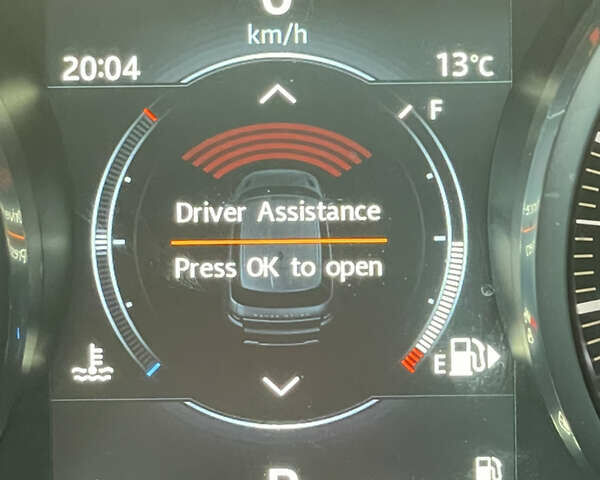 km/h
20:04
13°C
F
Driver Assistance
Press OK to open
E